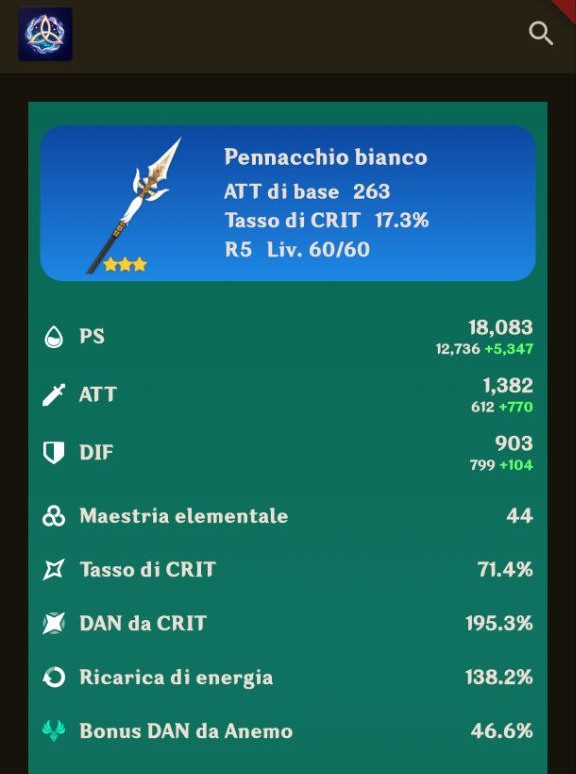 Pennacchio bianco
ATT di base 263
Tasso di CRIT 17.3%
R5 Liv. 60/60
PS 18,083
12,736 +5,347
ATT 1,382
612 +770
DIF 903
799 +104
Maestria elementale 44
Tasso di CRIT 71.4%
DAN da CRIT 195.3%
Ricarica di energia 138.2%
Bonus DAN da Anemo 46.6%